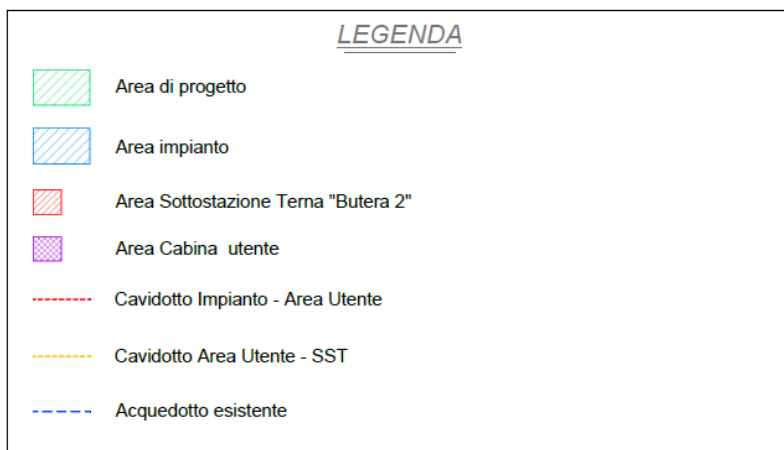 LEGENDA
Area di progetto
Area impianto
Area Sottostazione Terna "Butera 2"
Area Cabina utente
Cavidotto Impianto - Area Utente
Cavidotto Area Utente - SST
Acquedotto esistente